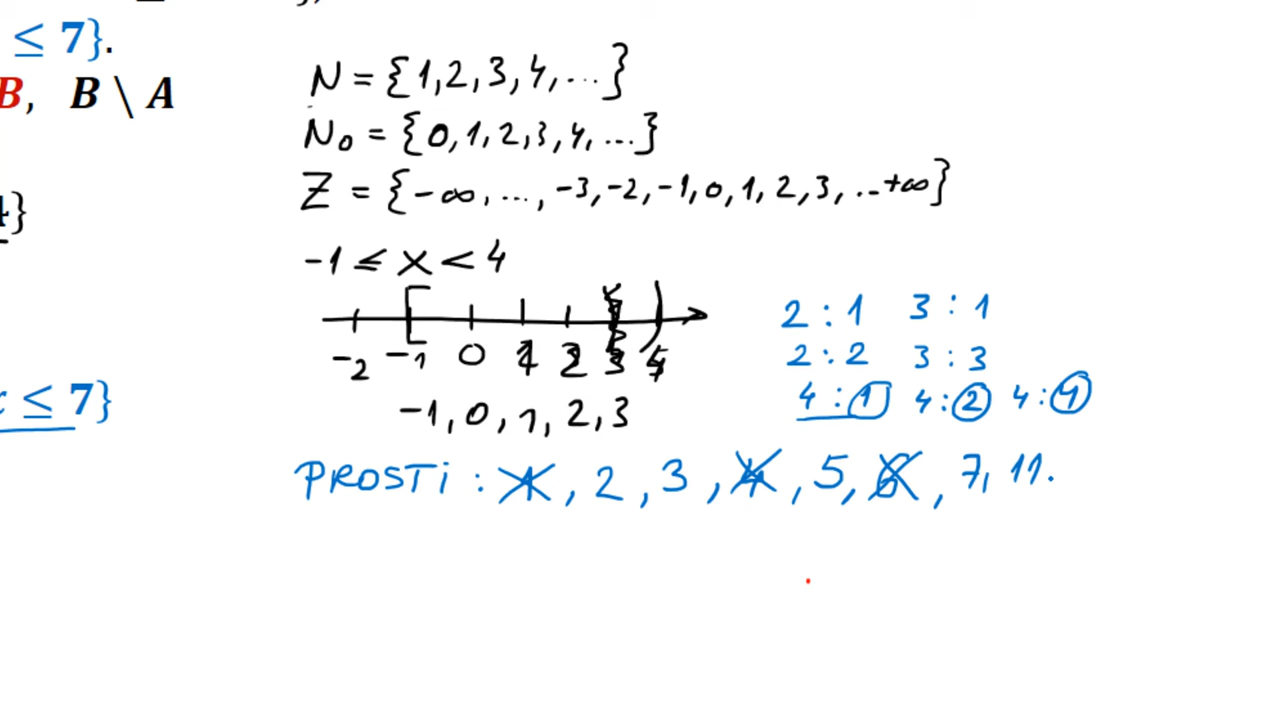 ≤ 7}.
B, B \ A
4}
≤ 7}
N = {1, 2, 3, 4, ...}
N₀ = {0, 1, 2, 3, 4, ...}
Z = {-∞, ..., -3, -2, -1, 0, 1, 2, 3, ...+∞}
-1 ≤ x < 4
-2 -1 0 1 2 3 4
-1, 0, 1, 2, 3
2 : 1 3 : 1
2 : 2 3 : 3
4 : 1 4 : 2 4 : 4
PROSTi : 1, 2, 3, 4, 5, 6, 7, 11.